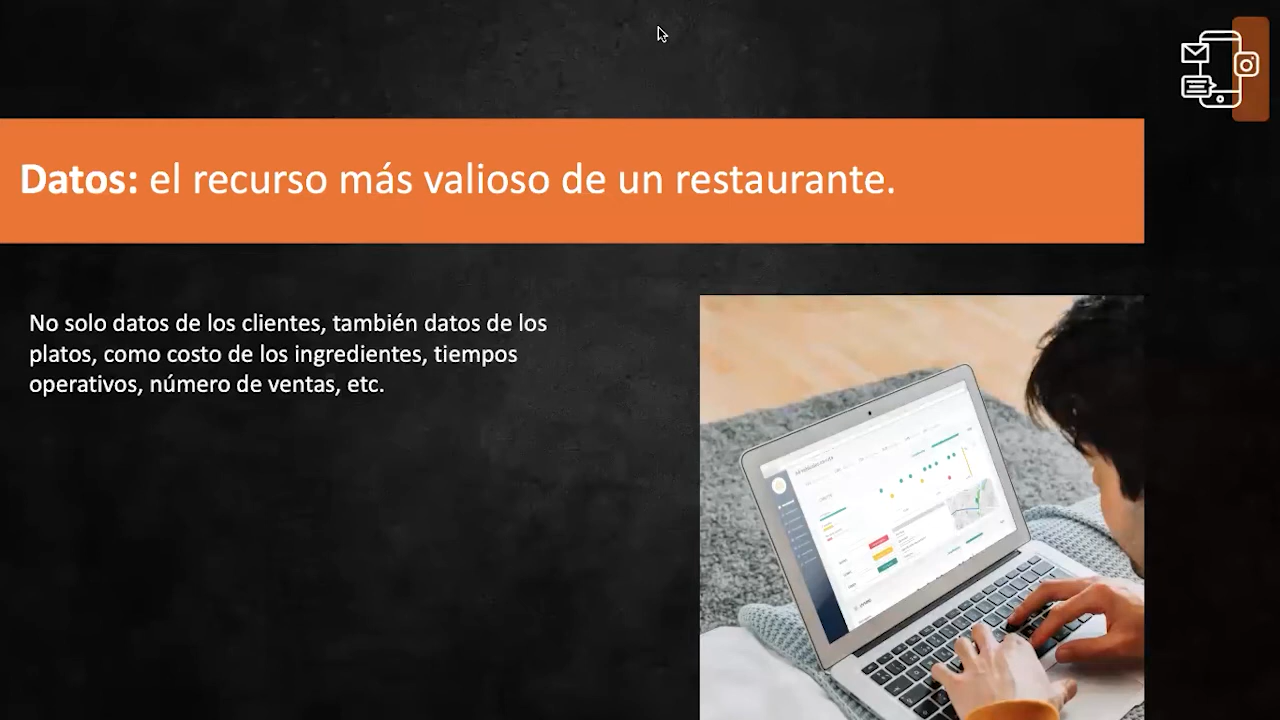 Datos: el recurso más valioso de un restaurante.
No solo datos de los clientes, también datos de los
platos, como costo de los ingredientes, tiempos
operativos, número de ventas, etc.